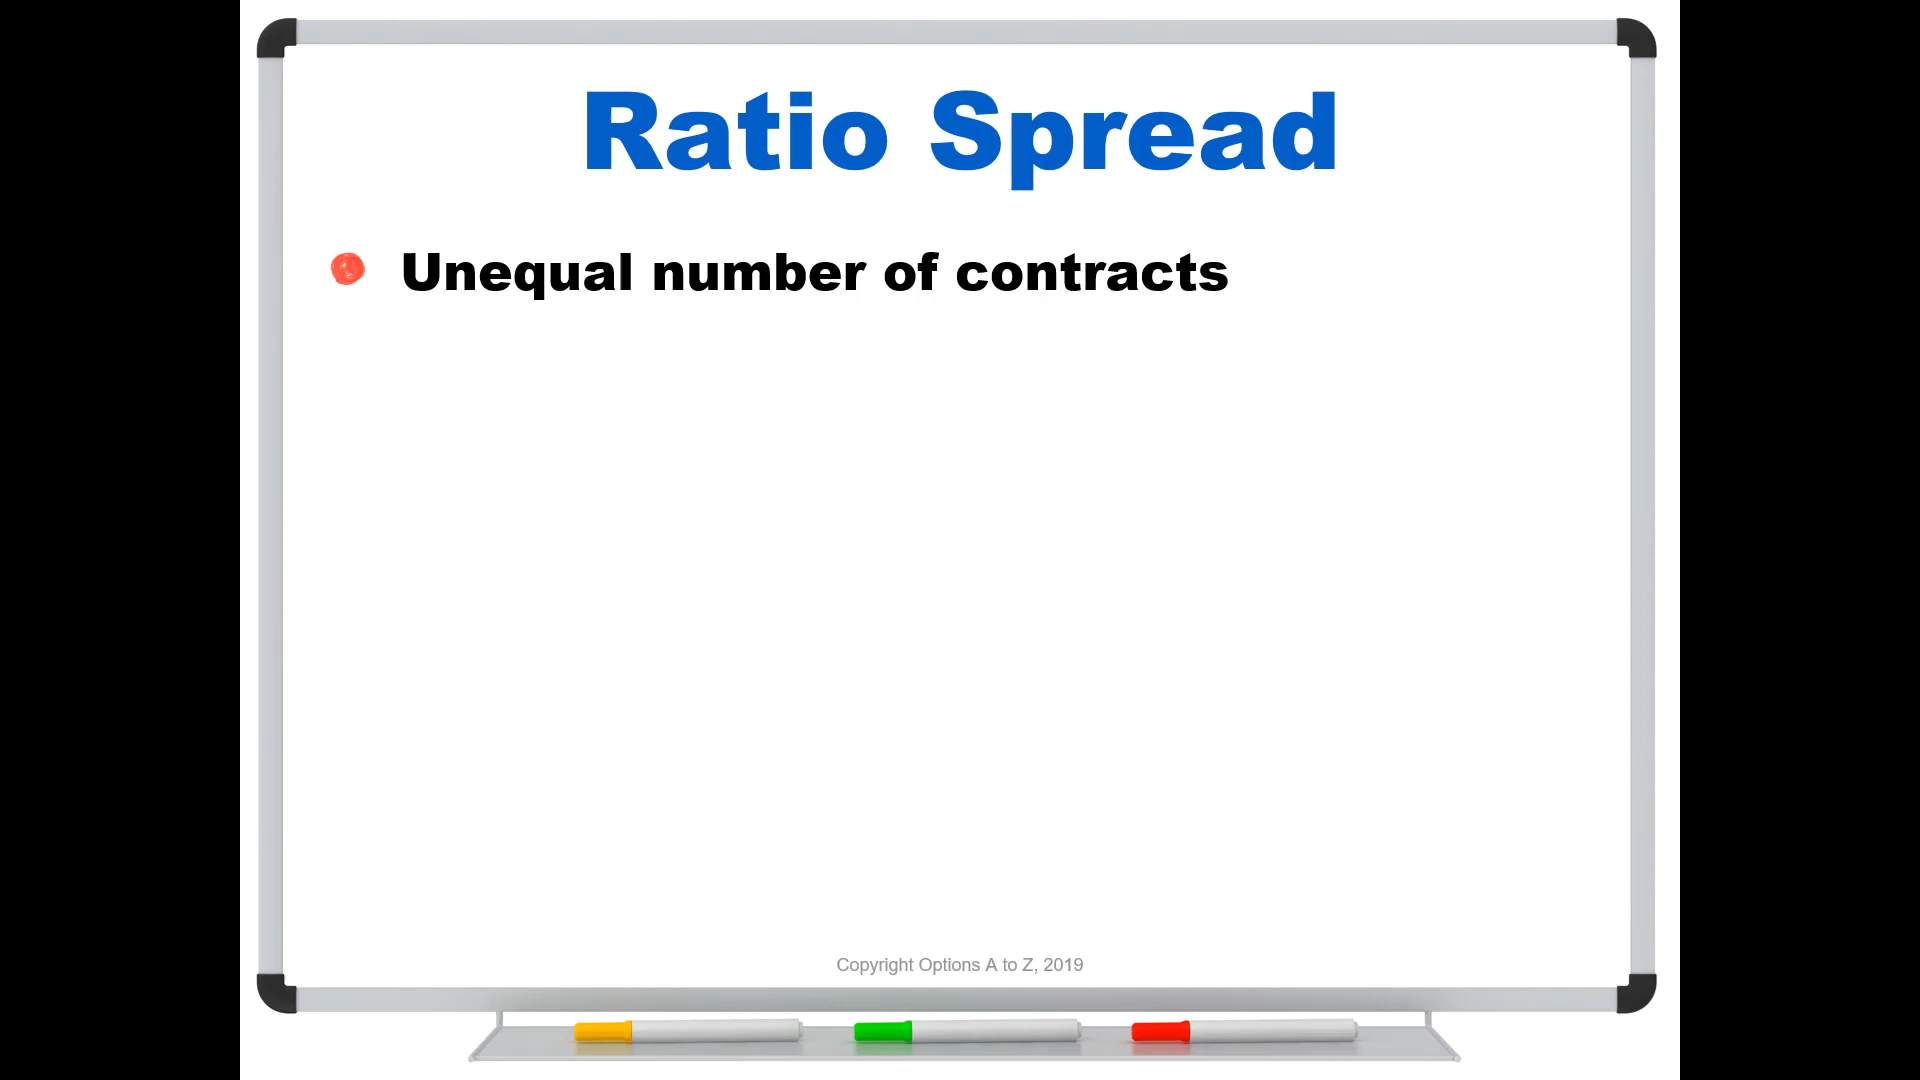 Ratio Spread
Unequal number of contracts
Copyright Options A to Z, 2019